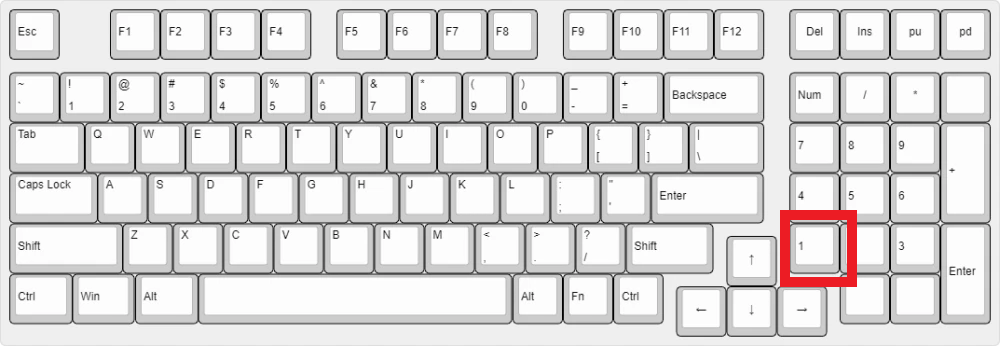 Esc F1 F2 F3 F4 F5 F6 F7 F8 F9 F10 F11 F12 Del Ins pu pd
~ ! @ # $ % ^ & * ( ) _ +
` 1 2 3 4 5 6 7 8 9 0 - = Backspace Num / *
Tab Q W E R T Y U I O P { } |
[ ] \ 7 8 9 +
Caps Lock A S D F G H J K L : "
; ' Enter 4 5 6
Shift Z X C V B N M < > ?
, . / Shift ↑ 1 3 Enter
Ctrl Win Alt Alt Fn Ctrl ← ↓ →